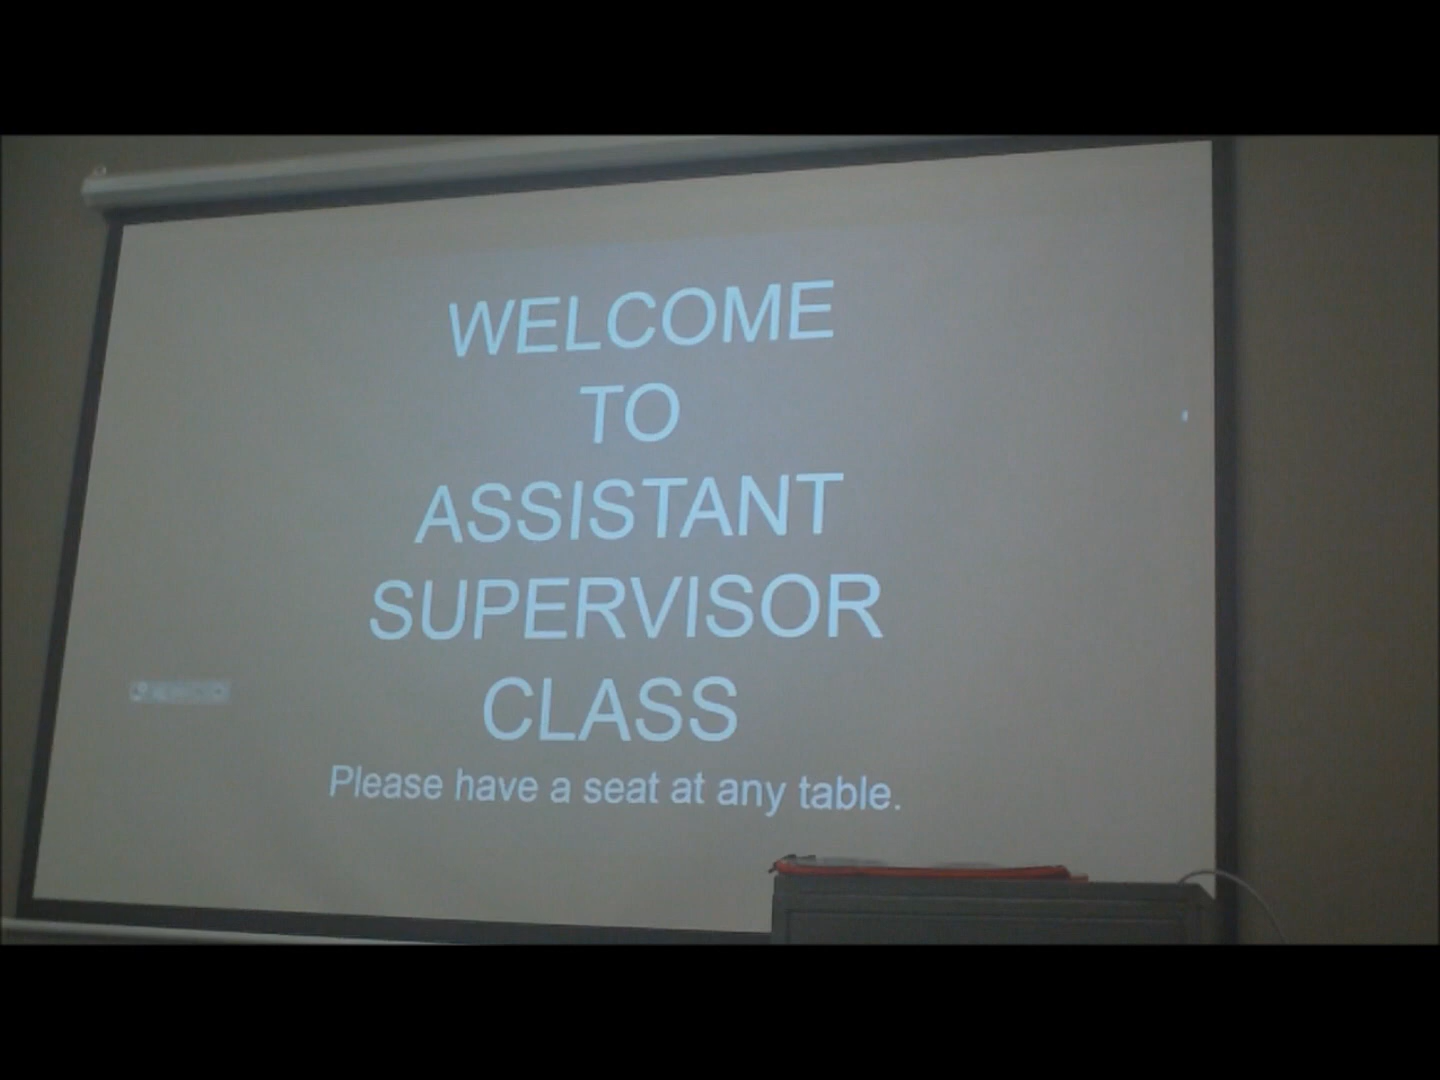 WELCOME
TO
ASSISTANT
SUPERVISOR
CLASS
Please have a seat at any table.